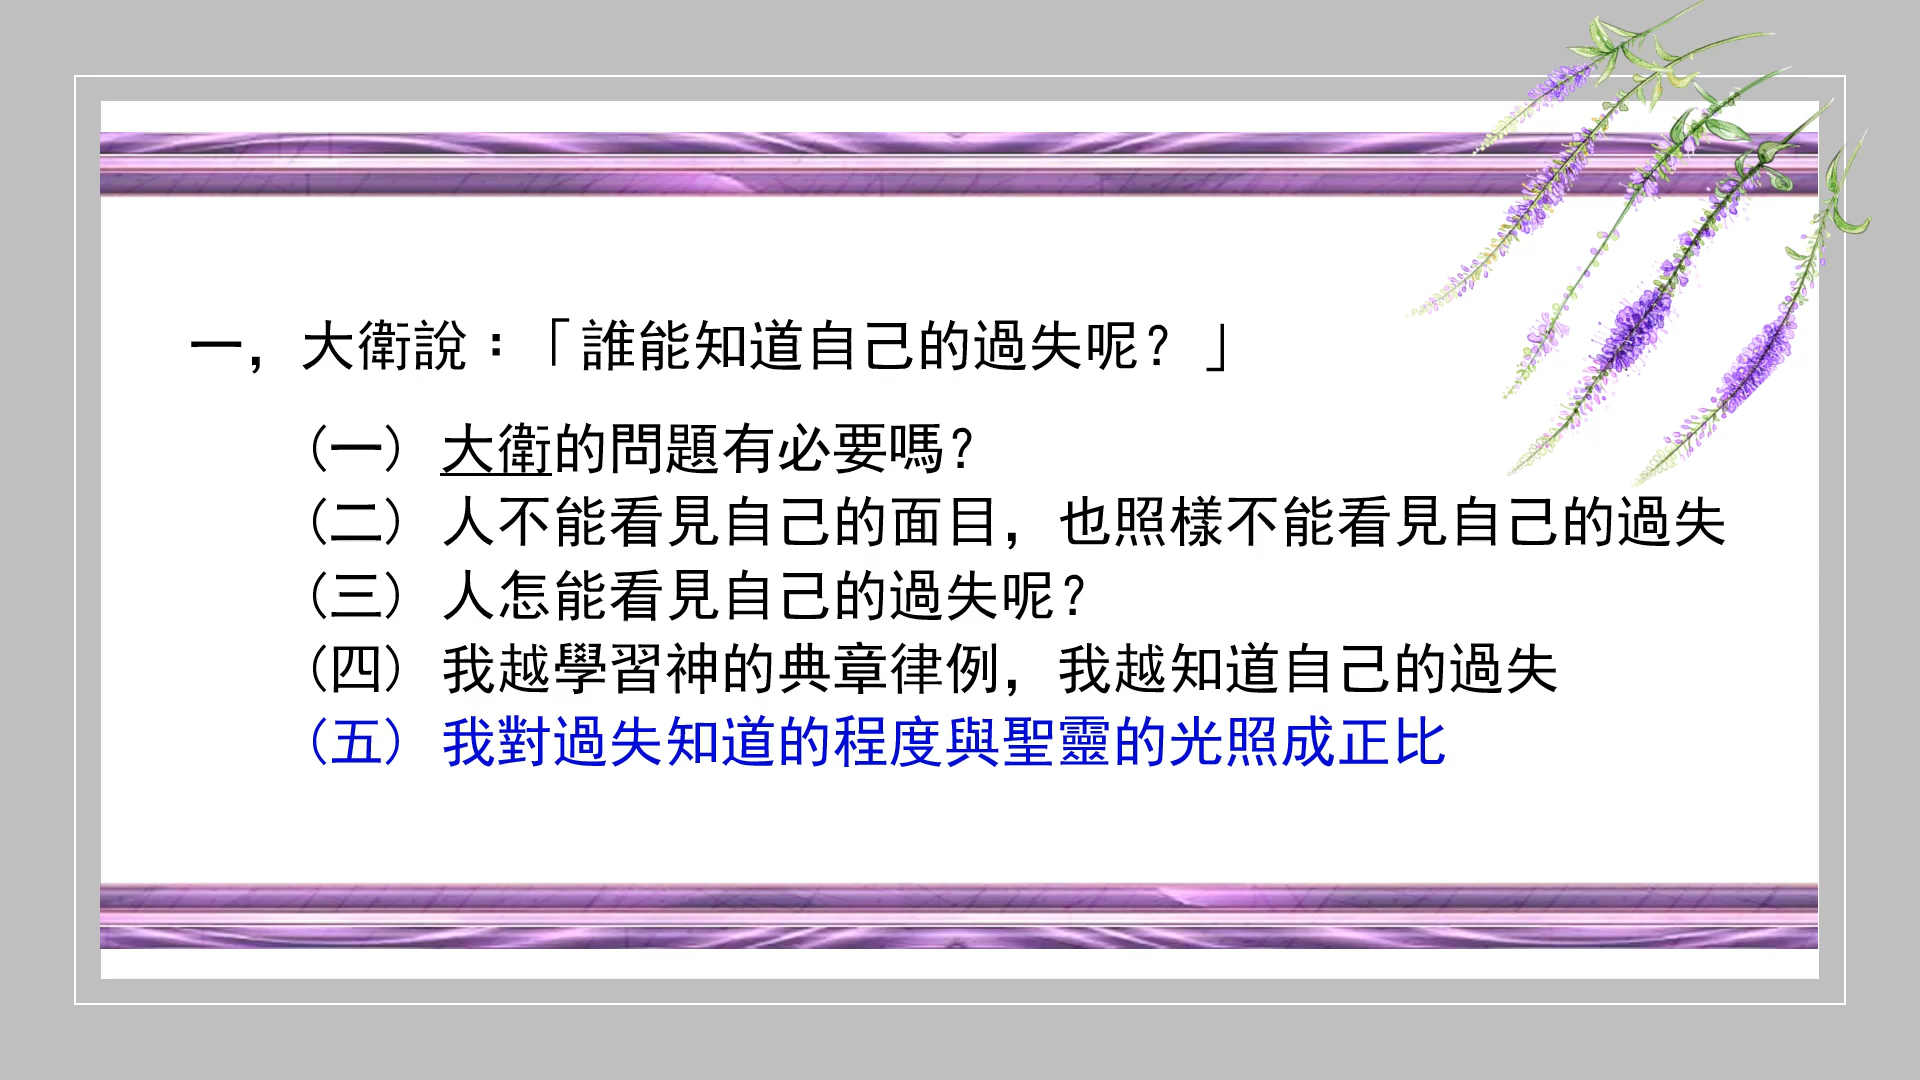 一，大衛說：「誰能知道自己的過失呢？」
（一） 大衛的問題有必要嗎？
（二） 人不能看見自己的面目，也照樣不能看見自己的過失
（三） 人怎能看見自己的過失呢？
（四） 我越學習神的典章律例，我越知道自己的過失
（五） 我對過失知道的程度與聖靈的光照成正比